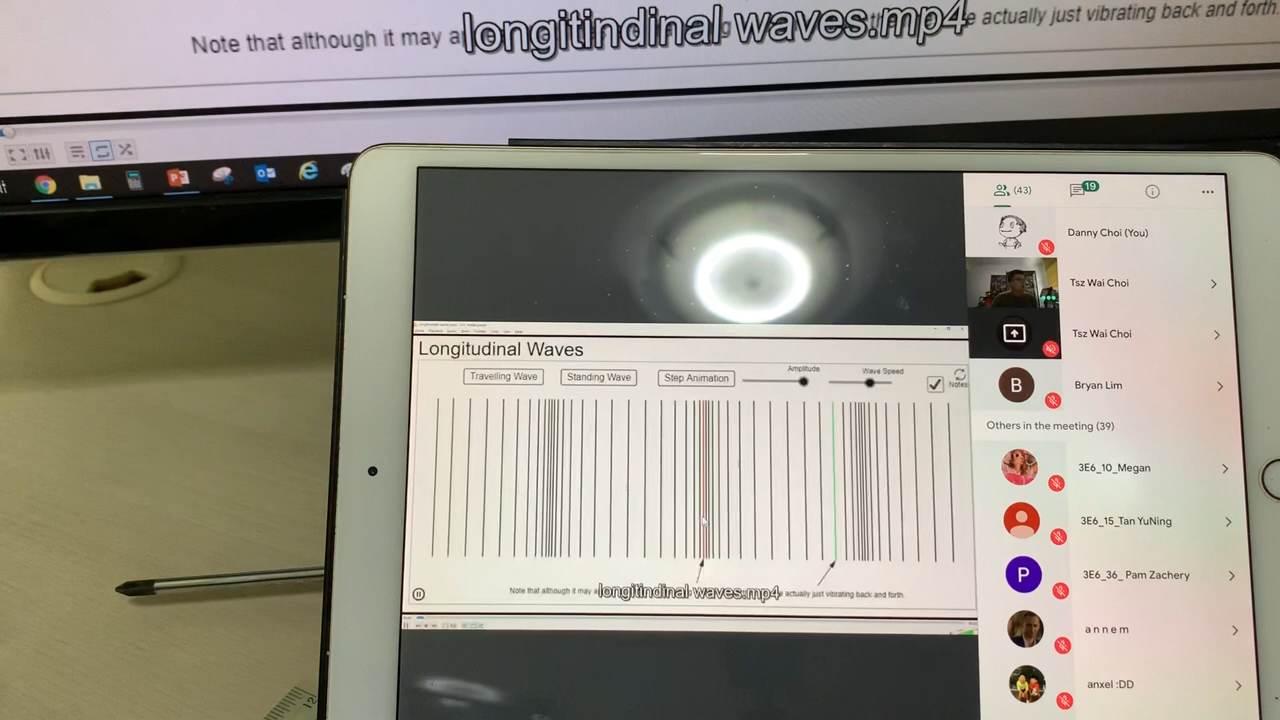 Note that although it may a
longitindinal waves.mp4
e actually just vibrating back and forth.
(43)
19
Danny Choi (You)
Tsz Wai Choi
Tsz Wai Choi
B
Bryan Lim
Others in the meeting (39)
3E6_10_Megan
3E6_15_Tan YuNing
P
3E6_36_ Pam Zachery
a n n e m
anxel :DD
Longitudinal Waves
Travelling Wave
Standing Wave
Step Animation
Amplitude
Wave Speed
Notes
Note that although it may a
longitindinal waves.mp4
e actually just vibrating back and forth.
12